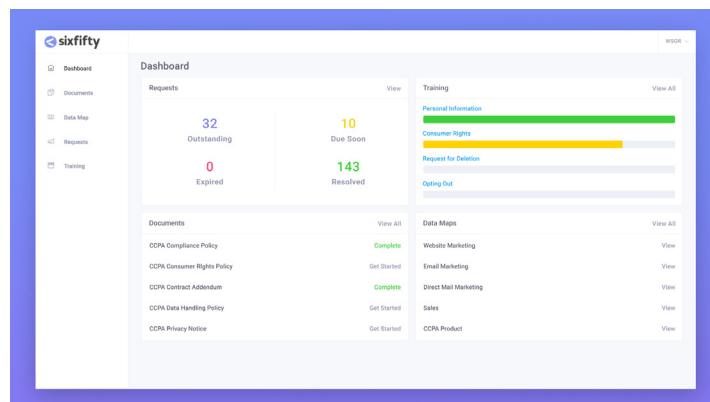 sixfifty
WSGR
Dashboard
Documents
Data Map
Requests
Training
Dashboard
Requests View
32
Outstanding
10
Due Soon
0
Expired
143
Resolved
Training View All
Personal Information
Consumer Rights
Request for Deletion
Opting Out
Documents View All
CCPA Compliance Policy Complete
CCPA Consumer RIghts Policy Get Started
CCPA Contract Addendum Complete
CCPA Data Handling Policy Get Started
CCPA Privacy Notice Get Started
Data Maps View All
Website Marketing View
Email Marketing View
Direct Mail Marketing View
Sales View
CCPA Product View